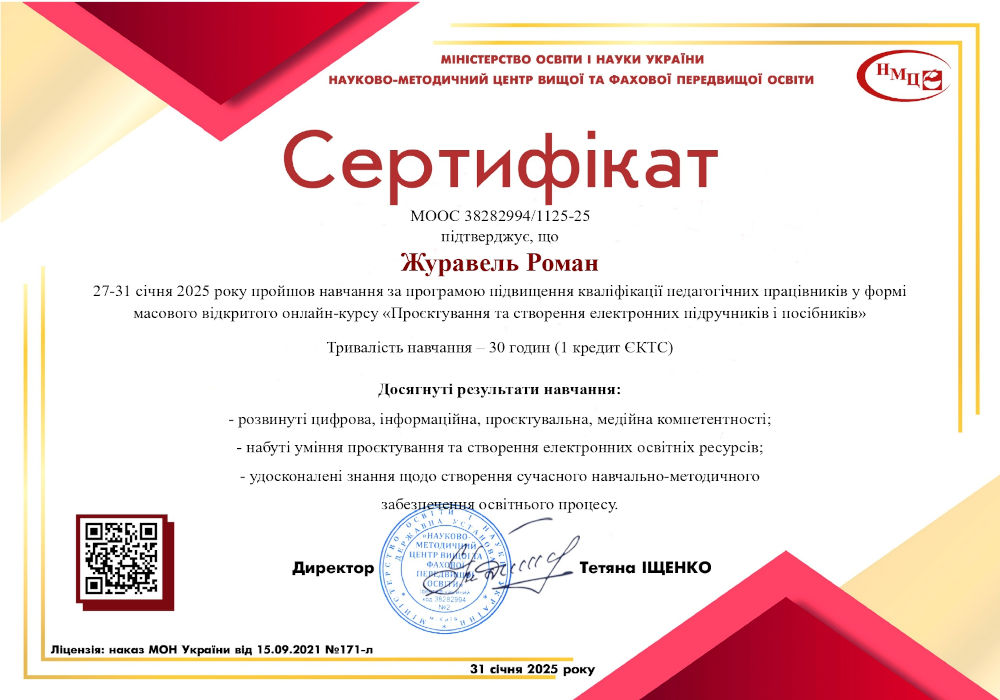 МІНІСТЕРСТВО ОСВІТИ І НАУКИ УКРАЇНИ
НАУКОВО-МЕТОДИЧНИЙ ЦЕНТР ВИЩОЇ ТА ФАХОВОЇ ПЕРЕДВИЩОЇ ОСВІТИ
НМЦ
Сертифікат
МООС 38282994/1125-25
підтверджує, що
Журавель Роман
27-31 січня 2025 року пройшов навчання за програмою підвищення кваліфікації педагогічних працівників у формі
масового відкритого онлайн-курсу «Проєктування та створення електронних підручників і посібників»
Тривалість навчання – 30 годин (1 кредит ЄКТС)
Досягнуті результати навчання:
- розвинуті цифрова, інформаційна, проєктувальна, медійна компетентності;
- набуті уміння проєктування та створення електронних освітніх ресурсів;
- удосконалені знання щодо створення сучасного навчально-методичного
забезпечення освітнього процесу.
МІНІСТЕРСТВО ОСВІТИ І НАУКИ УКРАЇНИ
ДЕРЖАВНА УСТАНОВА
«НАУКОВО-
МЕТОДИЧНИЙ
ЦЕНТР ВИЩОЇ ТА
ФАХОВОЇ
ПЕРЕДВИЩОЇ
ОСВІТИ»
код 38282994
№2
Директор
Тетяна ІЩЕНКО
Ліцензія: наказ МОН України від 15.09.2021 №171-л
31 січня 2025 року